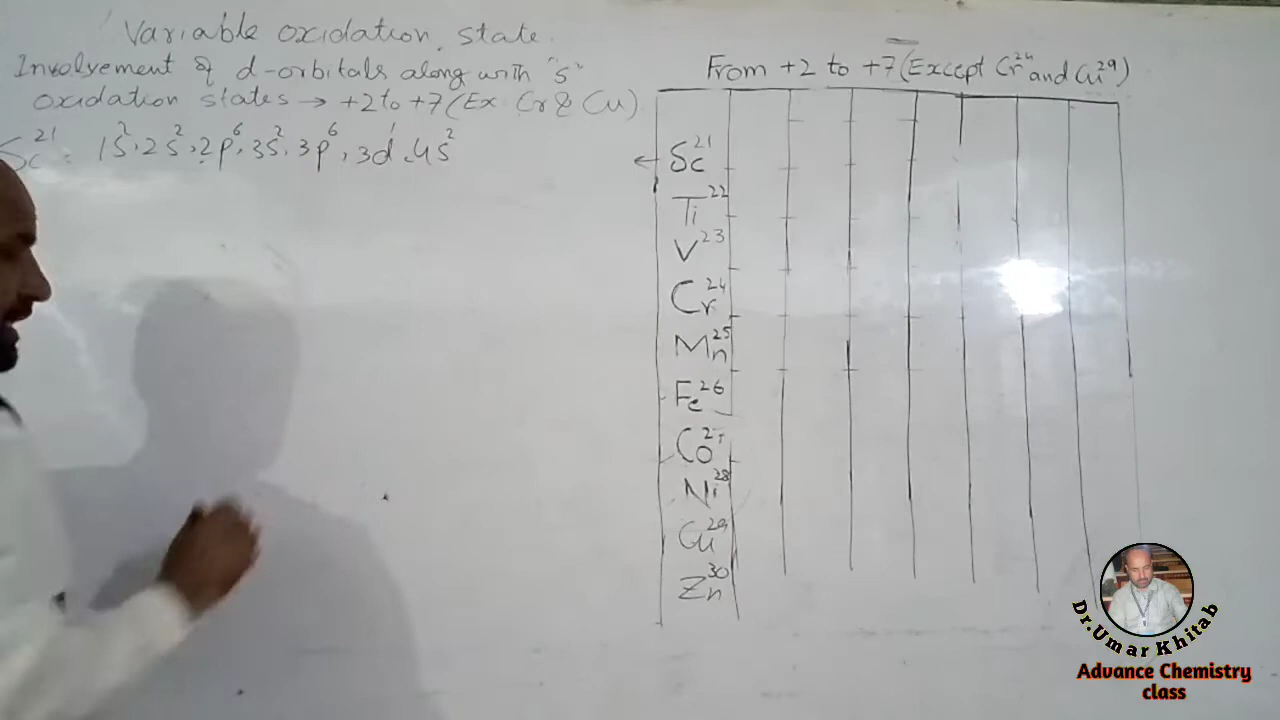 Variable oxidation state
Involvement of d-orbitals along with "s"
oxidation states → +2 to +7 (Ex Cr & Cu)
Sc²¹: 1s², 2s², 2p⁶, 3s², 3p⁶, 3d¹, 4s²
From +2 to +7 (Except Cr²⁴ and Cu²⁹)
← Sc²¹
Ti²²
V²³
Cr²⁴
Mn²⁵
Fe²⁶
Co²⁷
Ni²⁸
Cu²⁹
Zn³⁰
Dr.Umar Khitab
Advance Chemistry
class